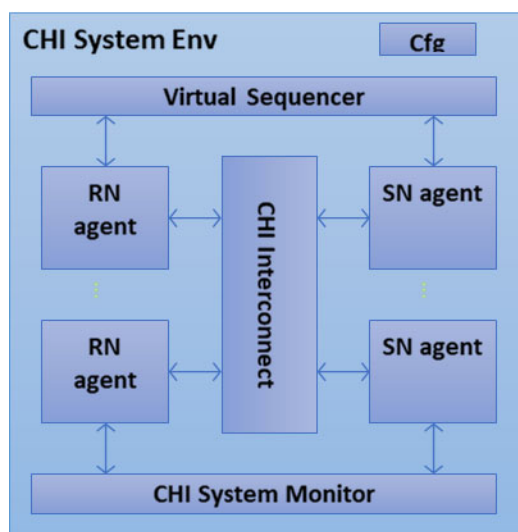 CHI System Env
Cfg
Virtual Sequencer
RN
agent
SN agent
CHI Interconnect
RN
agent
SN agent
CHI System Monitor